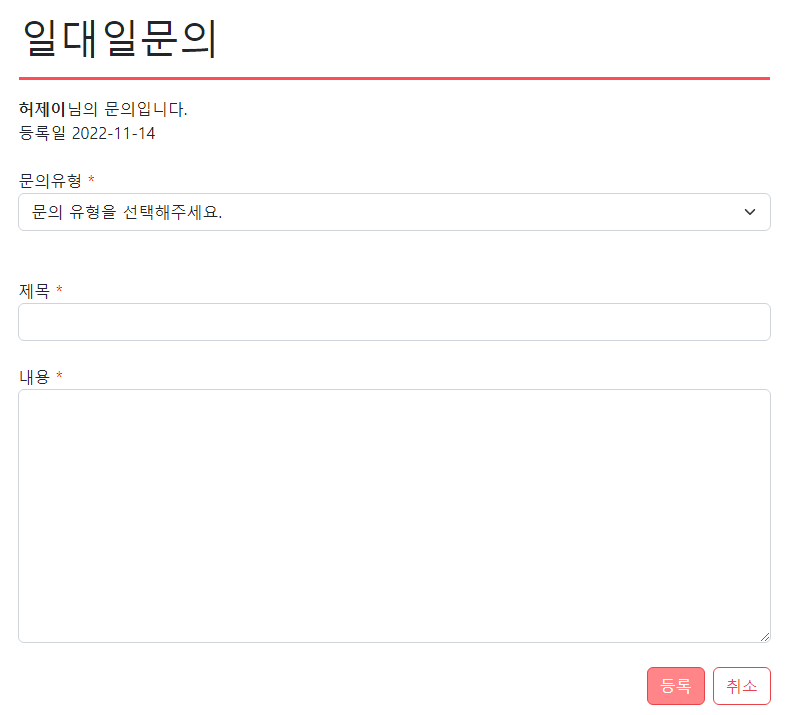 일대일문의
허제이님의 문의입니다.
등록일 2022-11-14
문의유형 *
문의 유형을 선택해주세요.
제목 *
내용 *
등록 취소